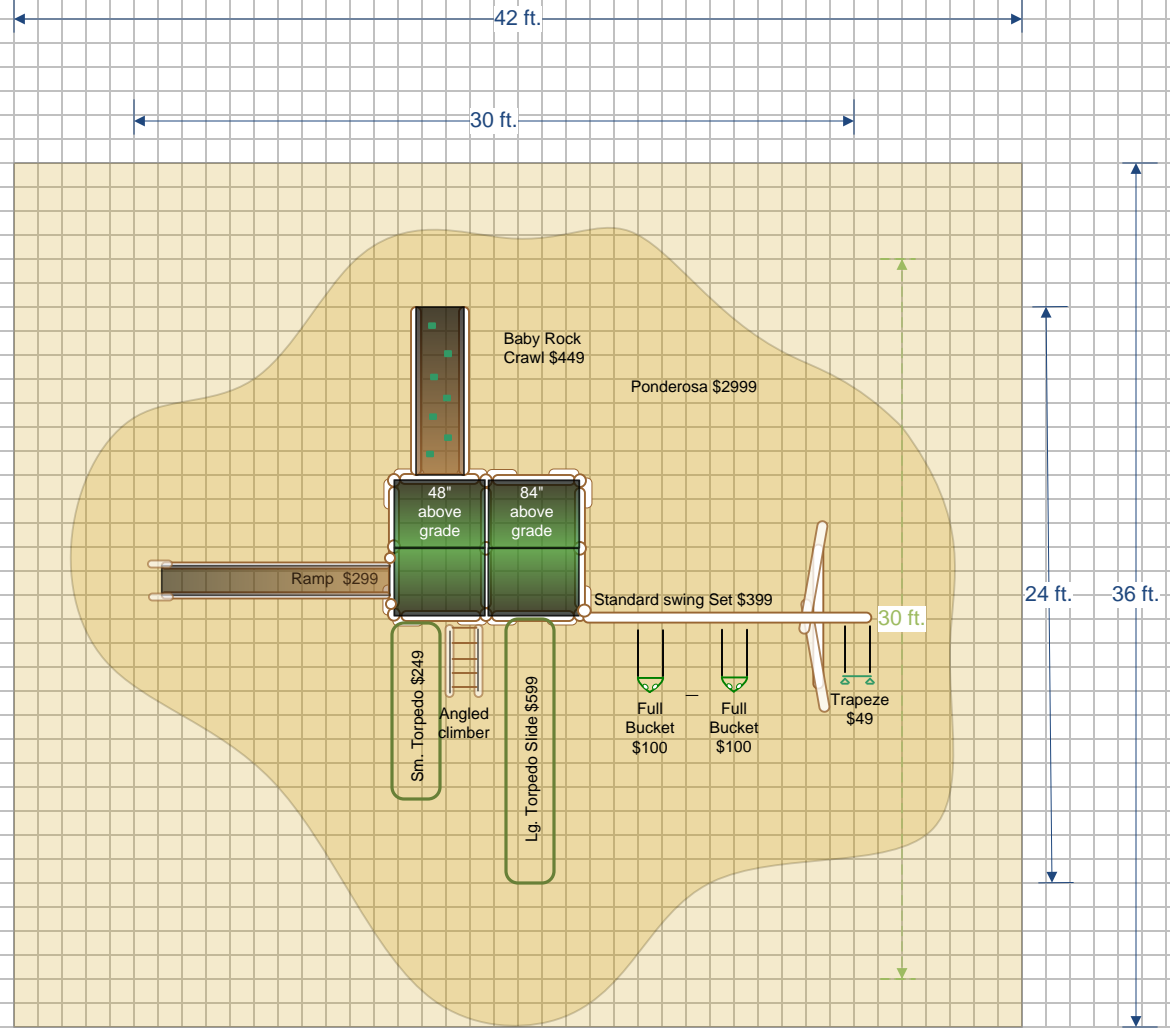 42 ft.
30 ft.
Baby Rock
Crawl $449
Ponderosa $2999
48"
above
grade
84"
above
grade
Ramp $299
Standard swing Set $399
24 ft.
36 ft.
30 ft.
Sm. Torpedo $249
Angled
climber
Lg. Torpedo Slide $599
Full
Bucket
$100
Full
Bucket
$100
Trapeze
$49